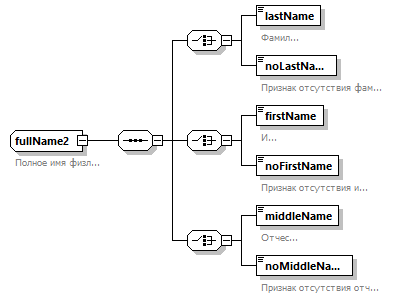 lastName
Фамил...
noLastNa...
Признак отсутствия фам...
firstName
И...
fullName2
Полное имя физл...
noFirstName
Признак отсутствия и...
middleName
Отчес...
noMiddleNa...
Признак отсутствия отч...